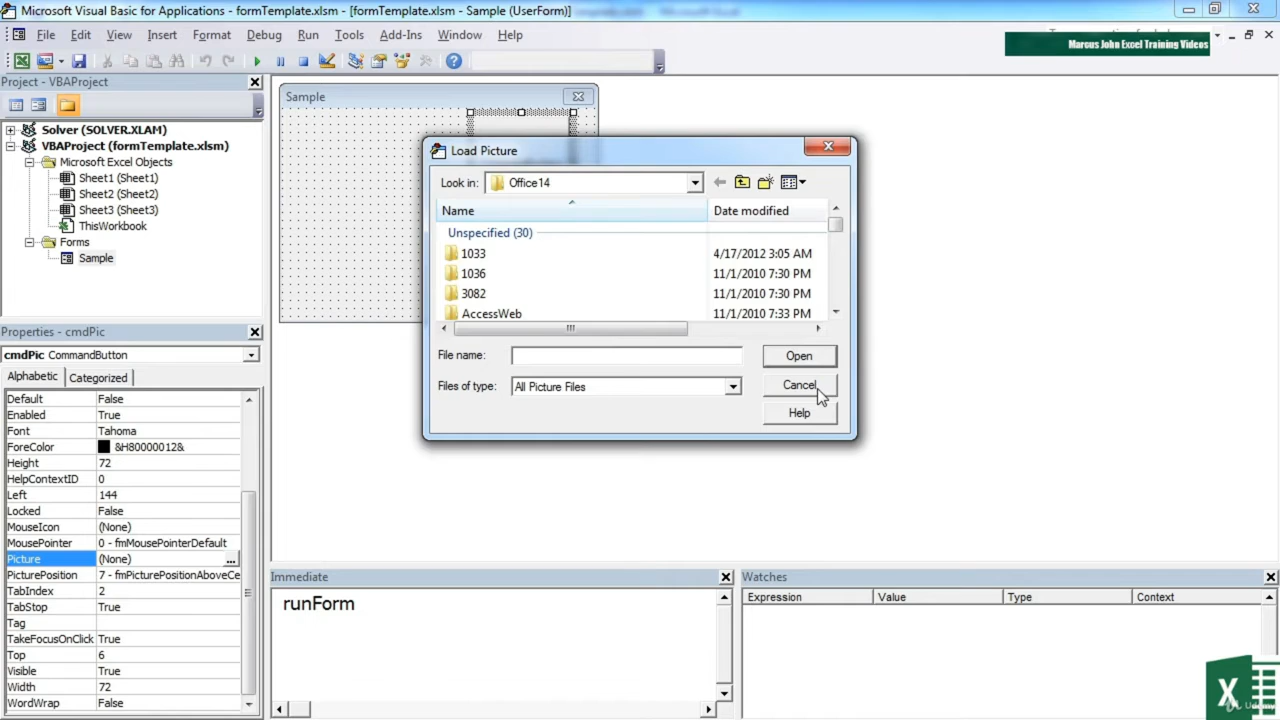 Microsoft Visual Basic for Applications - formTemplate.xlsm - [formTemplate.xlsm - Sample (UserForm)]
File Edit View Insert Format Debug Run Tools Add-Ins Window Help
Marcus John Excel Training Videos
Project - VBAProject
Solver (SOLVER.XLAM)
VBAProject (formTemplate.xlsm)
Microsoft Excel Objects
Sheet1 (Sheet1)
Sheet2 (Sheet2)
Sheet3 (Sheet3)
ThisWorkbook
Forms
Sample
Properties - cmdPic
cmdPic CommandButton
Alphabetic Categorized
Default False
Enabled True
Font Tahoma
ForeColor &H80000012&
Height 72
HelpContextID 0
Left 144
Locked False
MouseIcon (None)
MousePointer 0 - fmMousePointerDefault
Picture (None) ...
PicturePosition 7 - fmPicturePositionAboveCe
TabIndex 2
TabStop True
Tag
TakeFocusOnClick True
Top 6
Visible True
Width 72
WordWrap False
Sample
Load Picture
Look in: Office14
Name Date modified
Unspecified (30)
1033 4/17/2012 3:05 AM
1036 11/1/2010 7:30 PM
3082 11/1/2010 7:30 PM
AccessWeb 11/1/2010 7:33 PM
File name: Open
Files of type: All Picture Files Cancel
Help
Immediate
runForm
Watches
Expression Value Type Context
X
Udemy